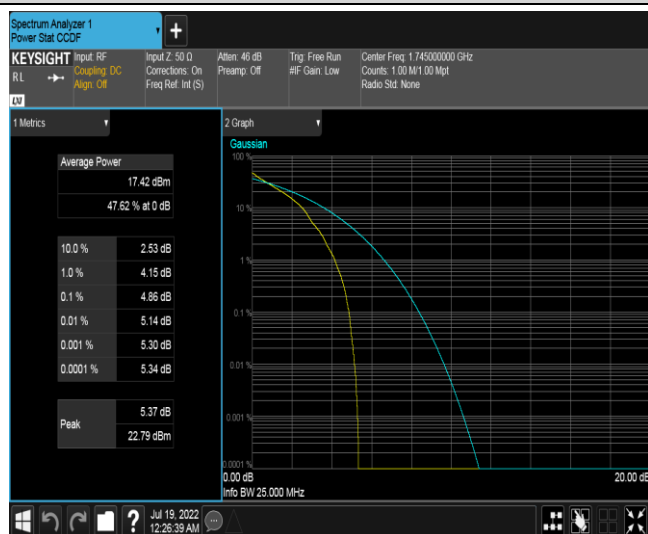 Spectrum Analyzer 1
Power Stat CCDF
+
KEYSIGHT
RL
LXI
Input: RF
Coupling: DC
Align: Off
Input Z: 50 Ω
Corrections: On
Freq Ref: Int (S)
Atten: 46 dB
Preamp: Off
Trig: Free Run
#IF Gain: Low
Center Freq: 1.745000000 GHz
Counts: 1.00 M/1.00 Mpt
Radio Std: None
1 Metrics
Average Power
17.42 dBm
47.62 % at 0 dB
10.0 % 2.53 dB
1.0 % 4.15 dB
0.1 % 4.86 dB
0.01 % 5.14 dB
0.001 % 5.30 dB
0.0001 % 5.34 dB
Peak
5.37 dB
22.79 dBm
2 Graph
Gaussian
100 %
10 %
1 %
0.1 %
0.01 %
0.001 %
0.0001 %
0.00 dB 20.00 dB
Info BW 25.000 MHz
?
Jul 19, 2022
12:26:39 AM